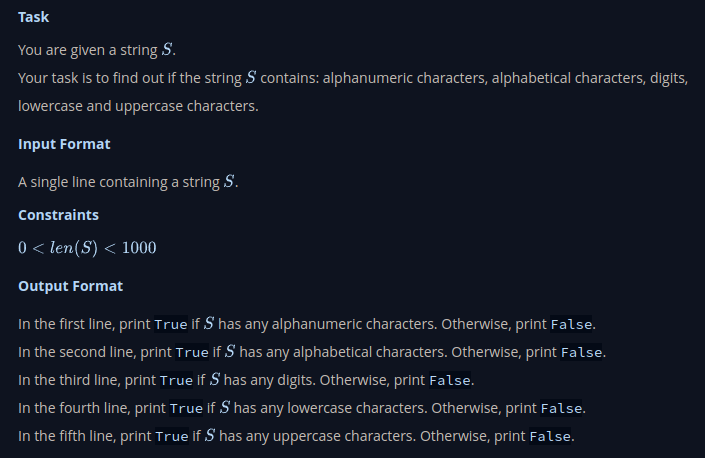 Task
You are given a string S.
Your task is to find out if the string S contains: alphanumeric characters, alphabetical characters, digits,
lowercase and uppercase characters.
Input Format
A single line containing a string S.
Constraints
0 < len(S) < 1000
Output Format
In the first line, print True if S has any alphanumeric characters. Otherwise, print False.
In the second line, print True if S has any alphabetical characters. Otherwise, print False.
In the third line, print True if S has any digits. Otherwise, print False.
In the fourth line, print True if S has any lowercase characters. Otherwise, print False.
In the fifth line, print True if S has any uppercase characters. Otherwise, print False.